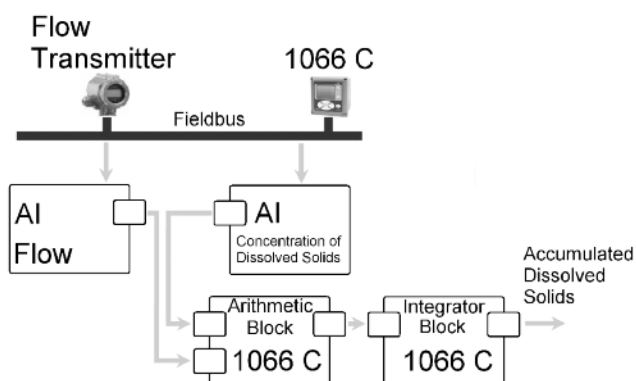 Flow
Transmitter
1066 C
Fieldbus
AI
Flow
AI
Concentration of
Dissolved Solids
Arithmetic
Block
1066 C
Integrator
Block
1066 C
Accumulated
Dissolved
Solids